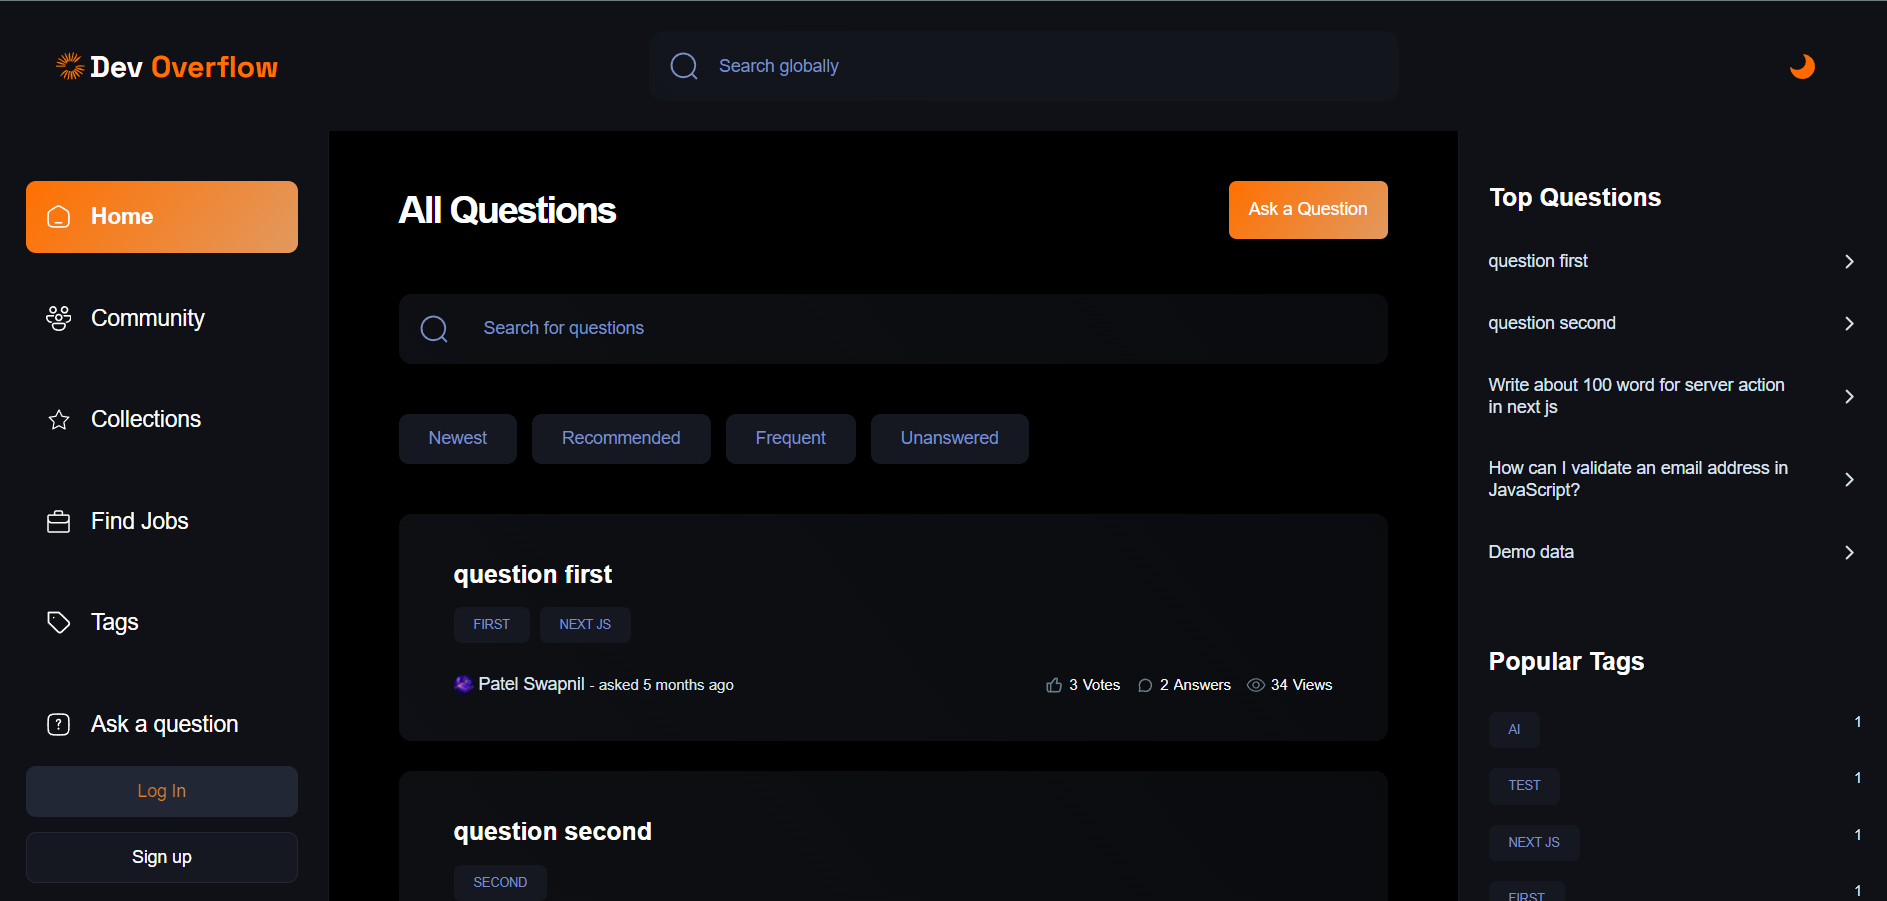 Dev Overflow
Search globally
Home
Community
Collections
Find Jobs
Tags
Ask a question
Log In
Sign up
All Questions
Ask a Question
Search for questions
Newest
Recommended
Frequent
Unanswered
question first
FIRST
NEXT JS
Patel Swapnil - asked 5 months ago
3 Votes
2 Answers
34 Views
question second
SECOND
Top Questions
question first
question second
Write about 100 word for server action
in next js
How can I validate an email address in
JavaScript?
Demo data
Popular Tags
AI
1
TEST
1
NEXT JS
1
FIRST
1